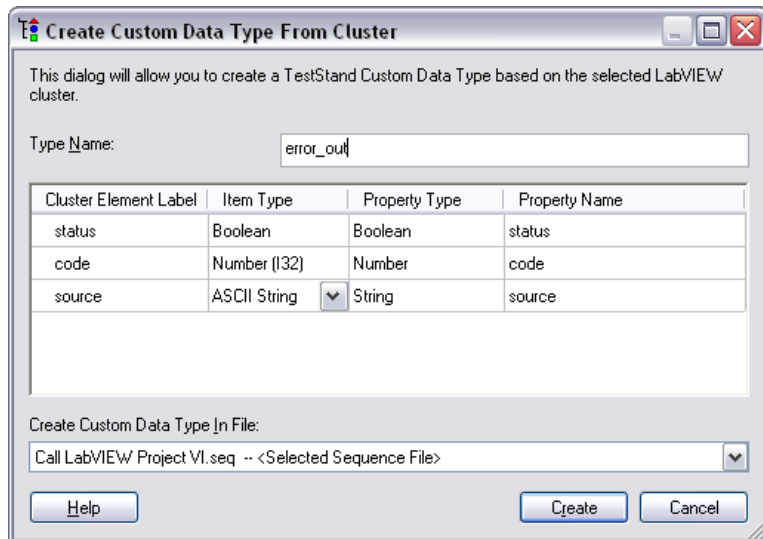 Create Custom Data Type From Cluster
This dialog will allow you to create a TestStand Custom Data Type based on the selected LabVIEW
cluster.
Type Name: error_out
Cluster Element Label Item Type Property Type Property Name
status Boolean Boolean status
code Number (I32) Number code
source ASCII String String source
Create Custom Data Type In File:
Call LabVIEW Project VI.seq -- <Selected Sequence File>
Help Create Cancel